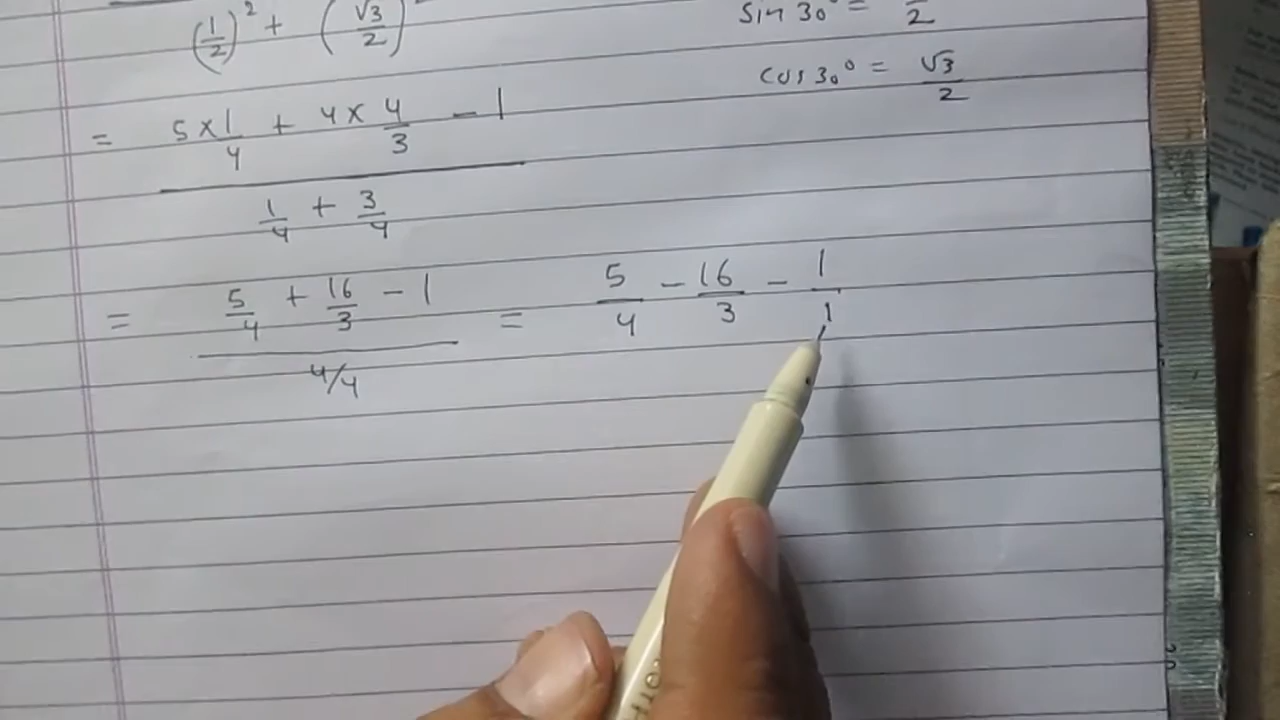 (1/2)² + (√3/2)²
sin 30° = /2
cos 30° = √3/2
= (5 × 1/4 + 4 × 4/3 - 1) / (1/4 + 3/4)
= (5/4 + 16/3 - 1) / (4/4) = 5/4 - 16/3 - 1/1